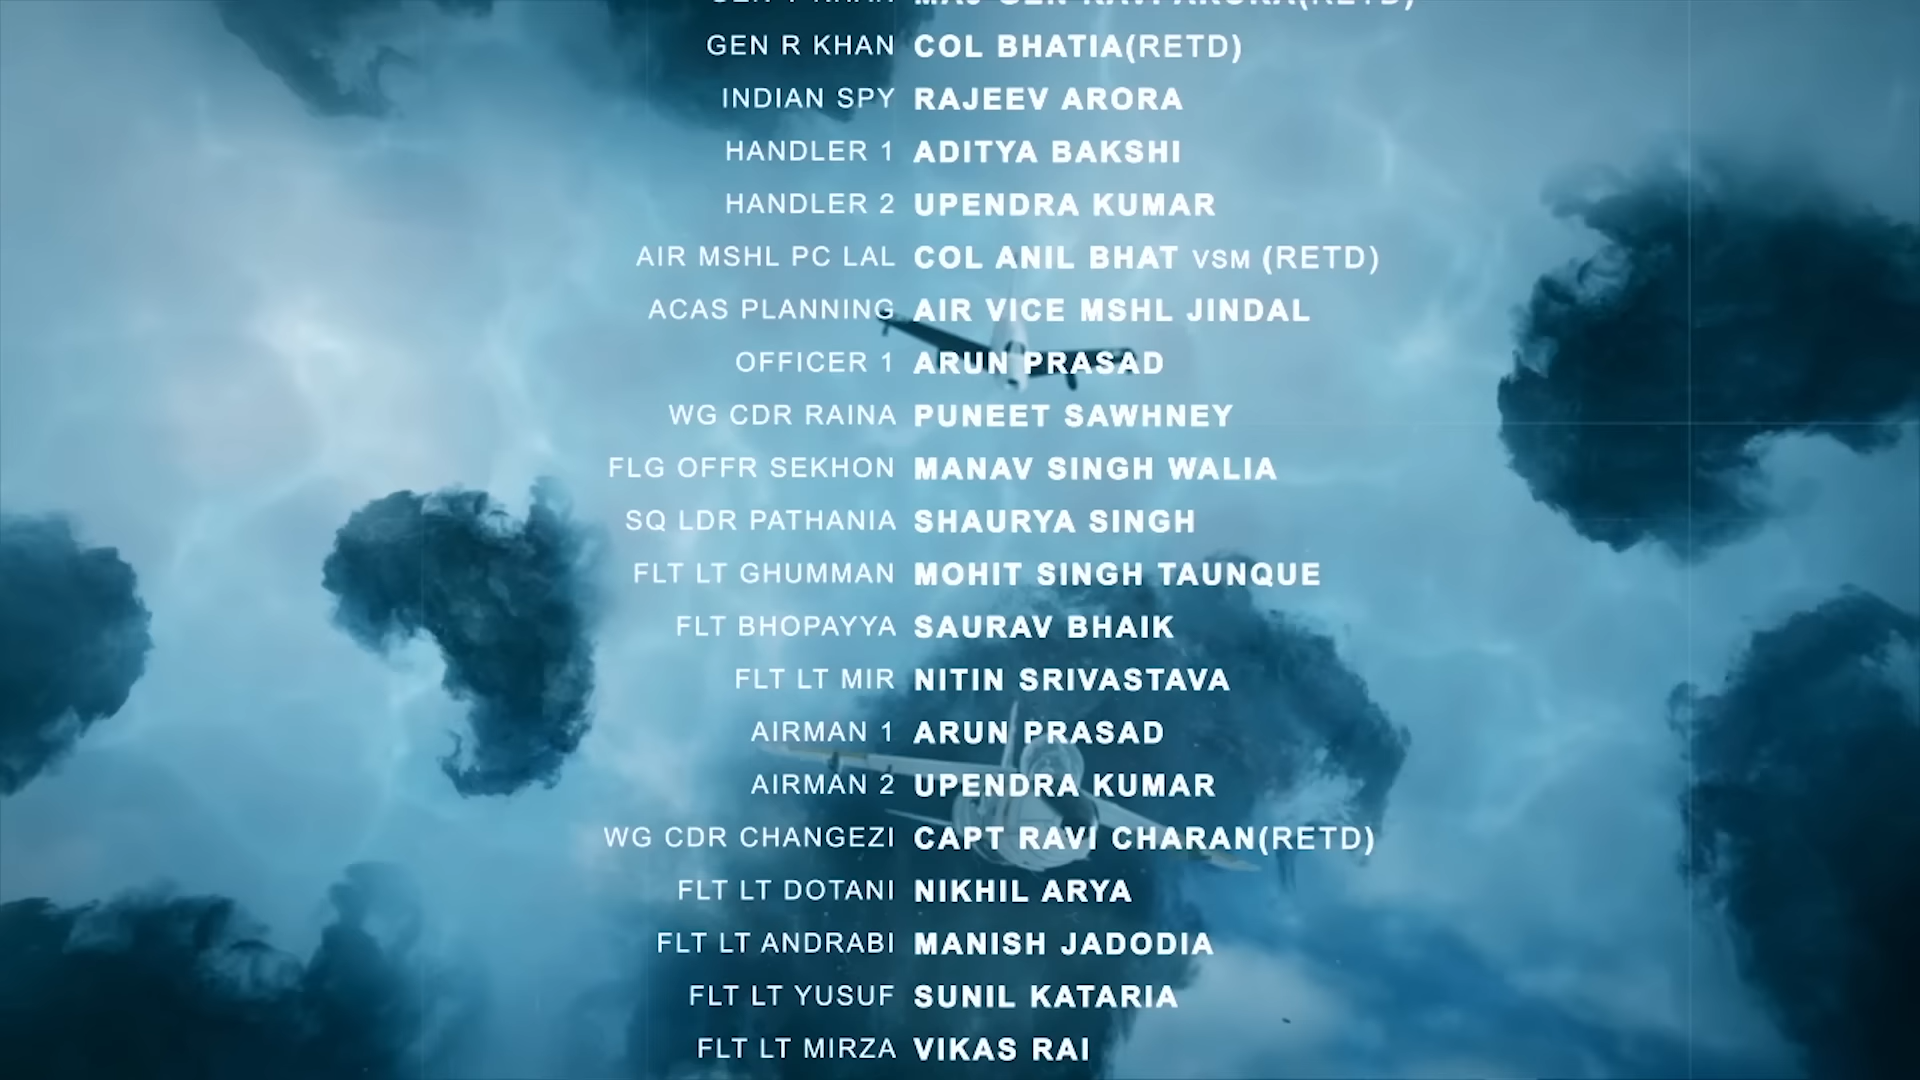 GEN R KHAN COL BHATIA(RETD)
INDIAN SPY RAJEEV ARORA
HANDLER 1 ADITYA BAKSHI
HANDLER 2 UPENDRA KUMAR
AIR MSHL PC LAL COL ANIL BHAT VSM (RETD)
ACAS PLANNING AIR VICE MSHL JINDAL
OFFICER 1 ARUN PRASAD
WG CDR RAINA PUNEET SAWHNEY
FLG OFFR SEKHON MANAV SINGH WALIA
SQ LDR PATHANIA SHAURYA SINGH
FLT LT GHUMMAN MOHIT SINGH TAUNQUE
FLT BHOPAYYA SAURAV BHAIK
FLT LT MIR NITIN SRIVASTAVA
AIRMAN 1 ARUN PRASAD
AIRMAN 2 UPENDRA KUMAR
WG CDR CHANGEZI CAPT RAVI CHARAN(RETD)
FLT LT DOTANI NIKHIL ARYA
FLT LT ANDRABI MANISH JADODIA
FLT LT YUSUF SUNIL KATARIA
FLT LT MIRZA VIKAS RAI